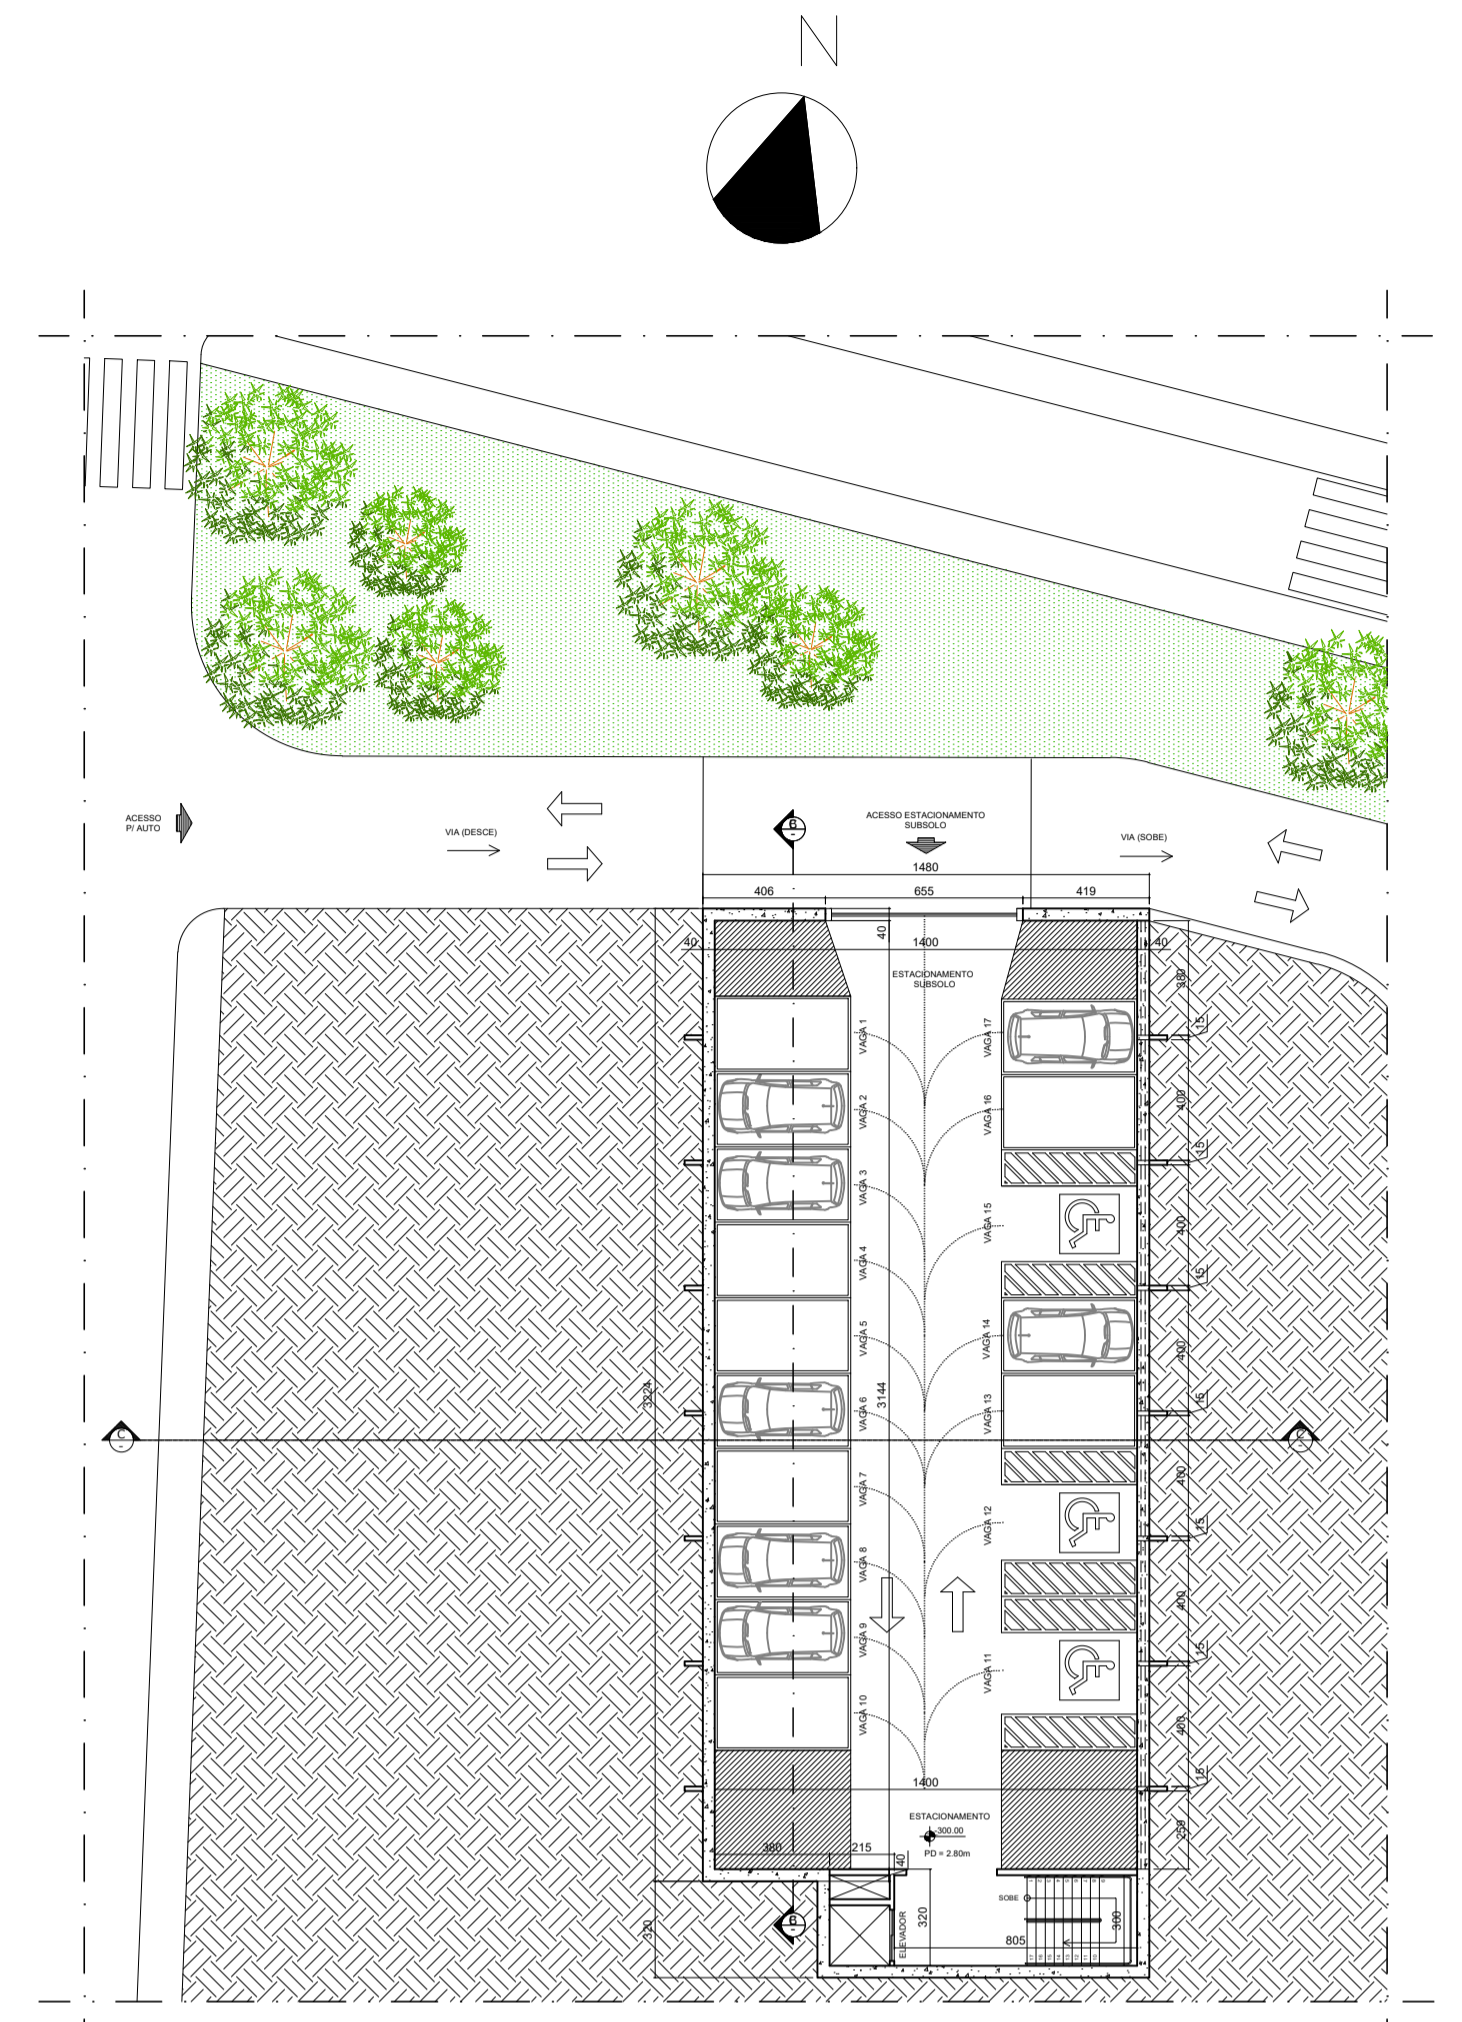 N
ACESSO
P/ AUTO
VIA (DESCE)
B
-
ACESSO ESTACIONAMENTO
SUBSOLO
VIA (SOBE)
1480
406
655
419
40
40
1400
40
380
ESTACIONAMENTO
SUBSOLO
VAGA 1
VAGA 17
15
VAGA 2
VAGA 16
400
15
VAGA 3
VAGA 15
400
VAGA 4
15
VAGA 5
VAGA 14
400
3224
3144
VAGA 6
VAGA 13
15
C
-
VAGA 7
400
VAGA 12
15
VAGA 8
400
VAGA 9
15
VAGA 11
VAGA 10
400
1400
15
ESTACIONAMENTO
-300.00
PD = 2.80m
250
380
215
40
SOBE
320
320
300
B
-
ELEVADOR
805